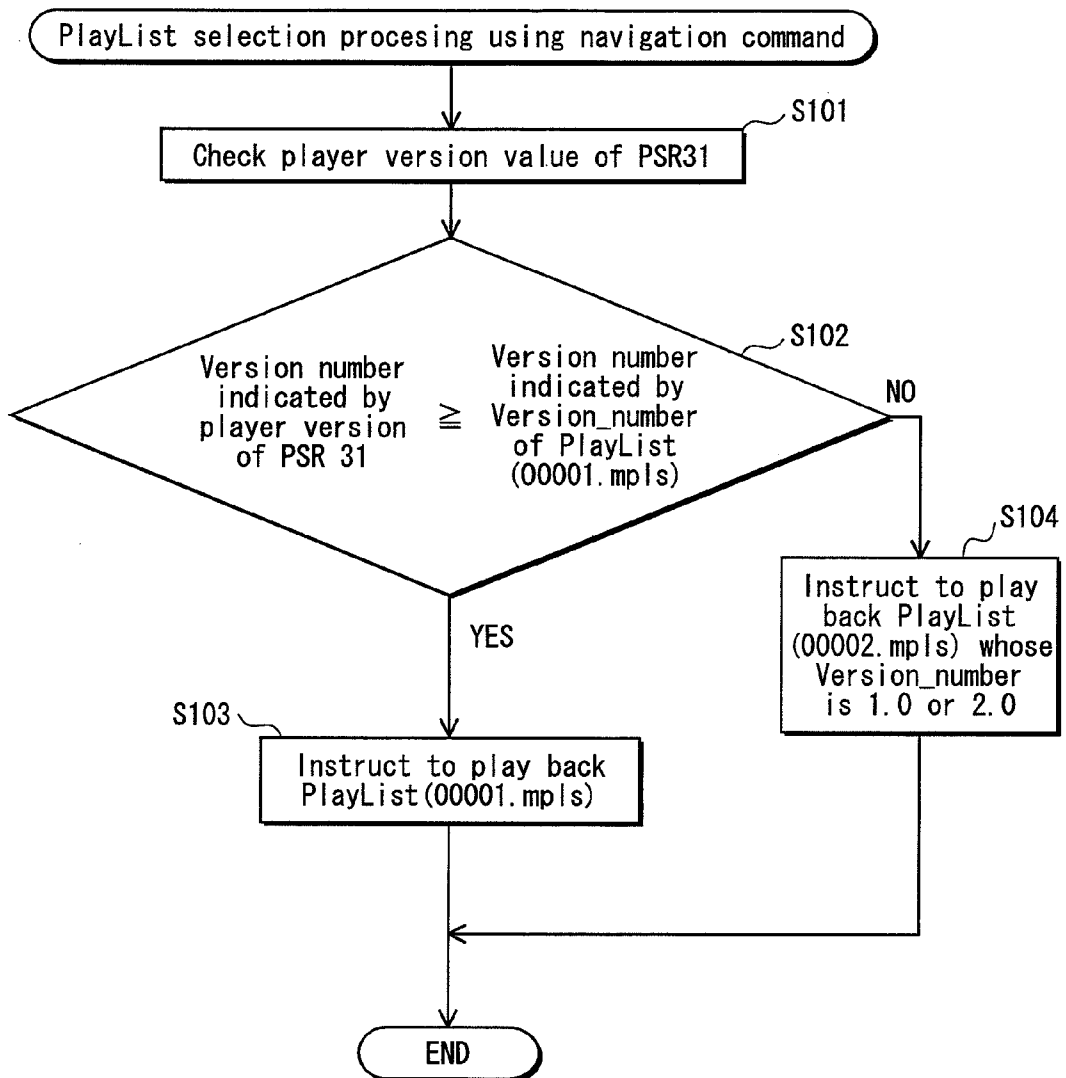 PlayList selection procesing using navigation command
S101
Check player version value of PSR31
S102
Version number
indicated by
player version
of PSR 31
≧
Version number
indicated by
Version_number
of PlayList
(00001.mpls)
NO
S104
Instruct to play
back PlayList
(00002.mpls) whose
Version_number
is 1.0 or 2.0
YES
S103
Instruct to play back
PlayList(00001.mpls)
END